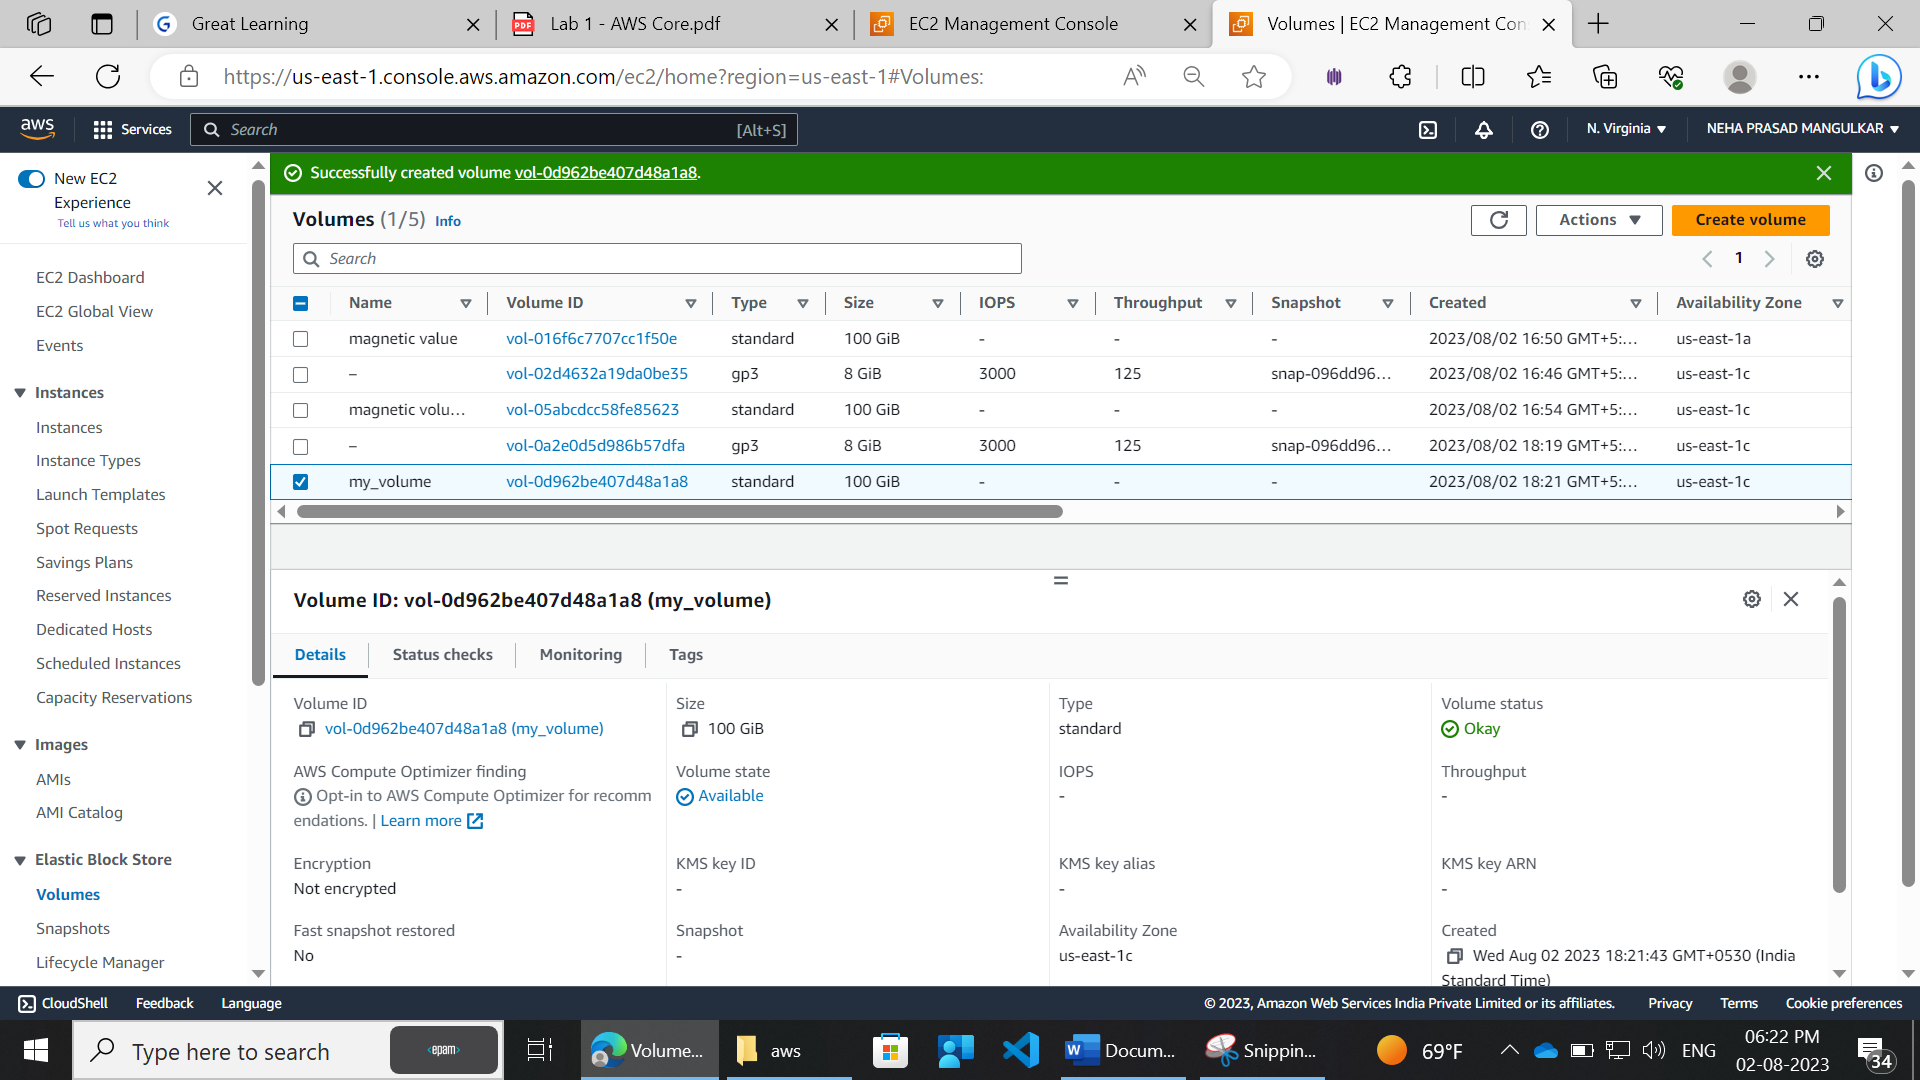 Great Learning
Lab 1 - AWS Core.pdf
EC2 Management Console
Volumes | EC2 Management Con
https://us-east-1.console.aws.amazon.com/ec2/home?region=us-east-1#Volumes:
aws
Services
Search
[Alt+S]
N. Virginia
NEHA PRASAD MANGULKAR
New EC2
Experience
Tell us what you think
EC2 Dashboard
EC2 Global View
Events
Instances
Instances
Instance Types
Launch Templates
Spot Requests
Savings Plans
Reserved Instances
Dedicated Hosts
Scheduled Instances
Capacity Reservations
Images
AMIs
AMI Catalog
Elastic Block Store
Volumes
Snapshots
Lifecycle Manager
Successfully created volume vol-0d962be407d48a1a8.
Volumes (1/5) Info
Actions
Create volume
Search
1
Name Volume ID Type Size IOPS Throughput Snapshot Created Availability Zone
magnetic value vol-016f6c7707cc1f50e standard 100 GiB - - - 2023/08/02 16:50 GMT+5:... us-east-1a
– vol-02d4632a19da0be35 gp3 8 GiB 3000 125 snap-096dd96... 2023/08/02 16:46 GMT+5:... us-east-1c
magnetic volu... vol-05abcdcc58fe85623 standard 100 GiB - - - 2023/08/02 16:54 GMT+5:... us-east-1c
– vol-0a2e0d5d986b57dfa gp3 8 GiB 3000 125 snap-096dd96... 2023/08/02 18:19 GMT+5:... us-east-1c
my_volume vol-0d962be407d48a1a8 standard 100 GiB - - - 2023/08/02 18:21 GMT+5:... us-east-1c
Volume ID: vol-0d962be407d48a1a8 (my_volume)
Details Status checks Monitoring Tags
Volume ID
vol-0d962be407d48a1a8 (my_volume)
Size
100 GiB
Type
standard
Volume status
Okay
AWS Compute Optimizer finding
Opt-in to AWS Compute Optimizer for recomm
endations. | Learn more
Volume state
Available
IOPS
-
Throughput
-
Encryption
Not encrypted
KMS key ID
-
KMS key alias
-
KMS key ARN
-
Fast snapshot restored
No
Snapshot
-
Availability Zone
us-east-1c
Created
Wed Aug 02 2023 18:21:43 GMT+0530 (India
Standard Time)
CloudShell Feedback Language
© 2023, Amazon Web Services India Private Limited or its affiliates. Privacy Terms Cookie preferences
Type here to search
<epam>
Volume...
aws
Docum...
Snippin...
69°F
ENG
06:22 PM
02-08-2023
34